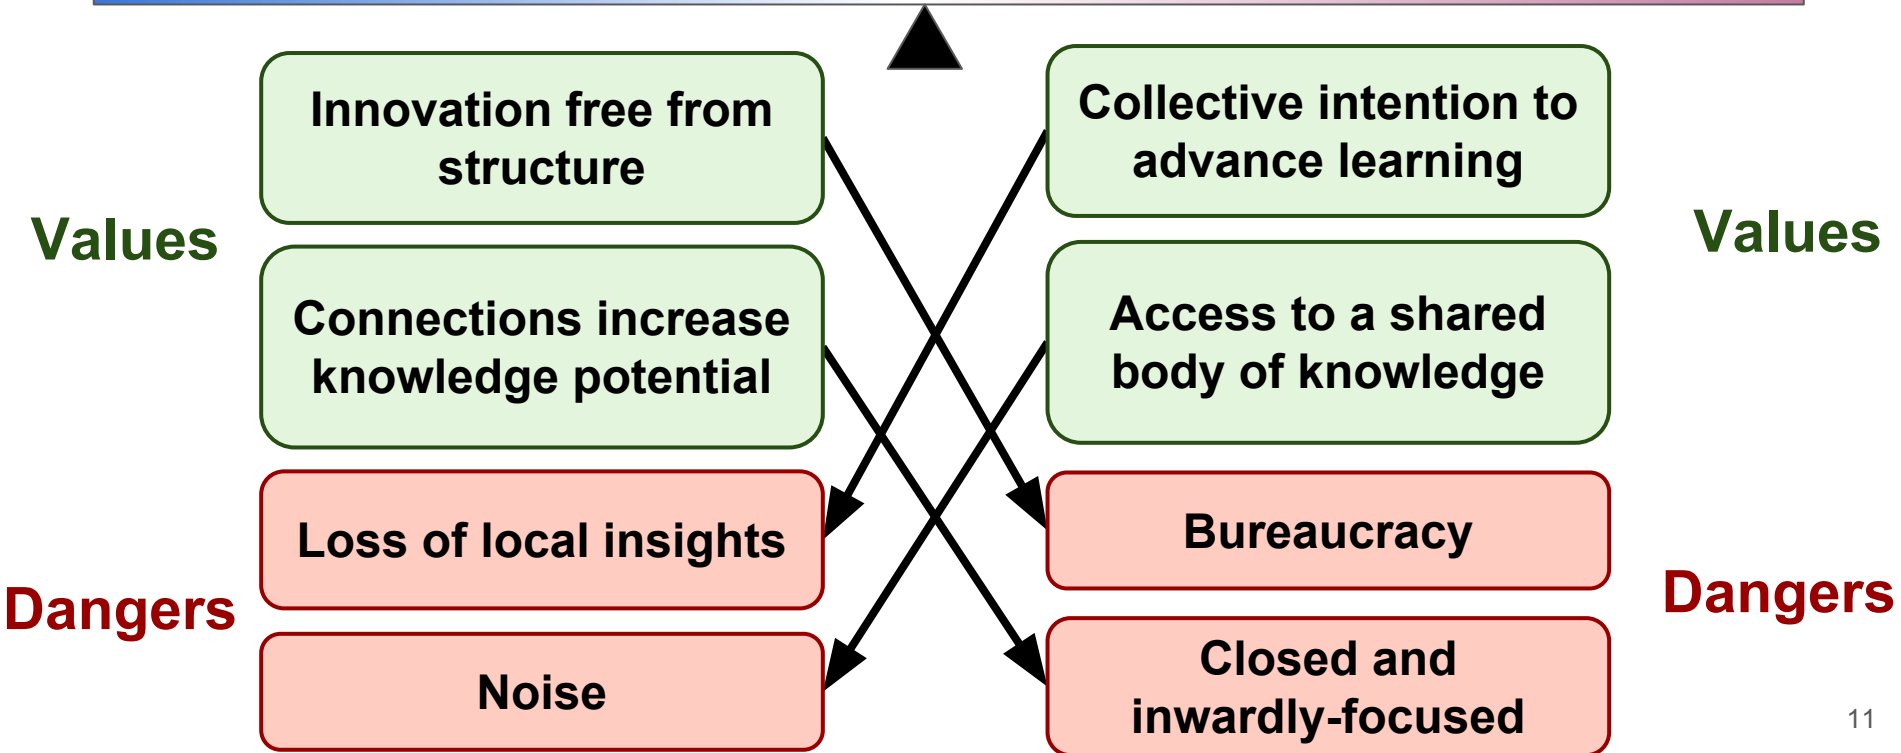 Values
Innovation free from
structure
Connections increase
knowledge potential
Dangers
Loss of local insights
Noise
Collective intention to
advance learning
Access to a shared
body of knowledge
Values
Bureaucracy
Closed and
inwardly-focused
Dangers
11